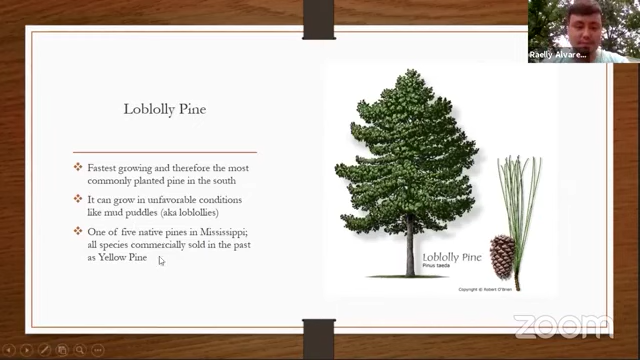 Raelly Alvare...
Loblolly Pine
Fastest growing and therefore the most
commonly planted pine in the south
It can grow in unfavorable conditions
like mud puddles (aka loblollies)
One of five native pines in Mississippi;
all species commercially sold in the past
as Yellow Pine
Loblolly Pine
Pinus taeda
Copyright © Robert O'Brien
zoom